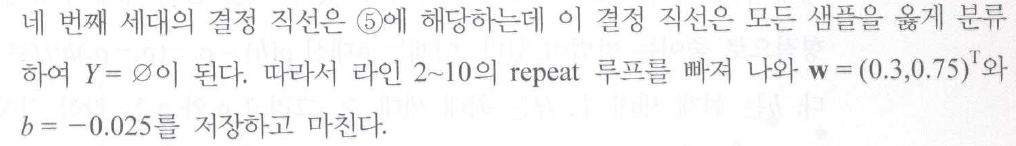 네 번째 세대의 결정 직선은 ⑤에 해당하는데 이 결정 직선은 모든 샘플을 옳게 분류
하여 Y = ∅이 된다. 따라서 라인 2~10의 repeat 루프를 빠져 나와 w = (0.3,0.75)ᵀ와
b = −0.025를 저장하고 마친다.